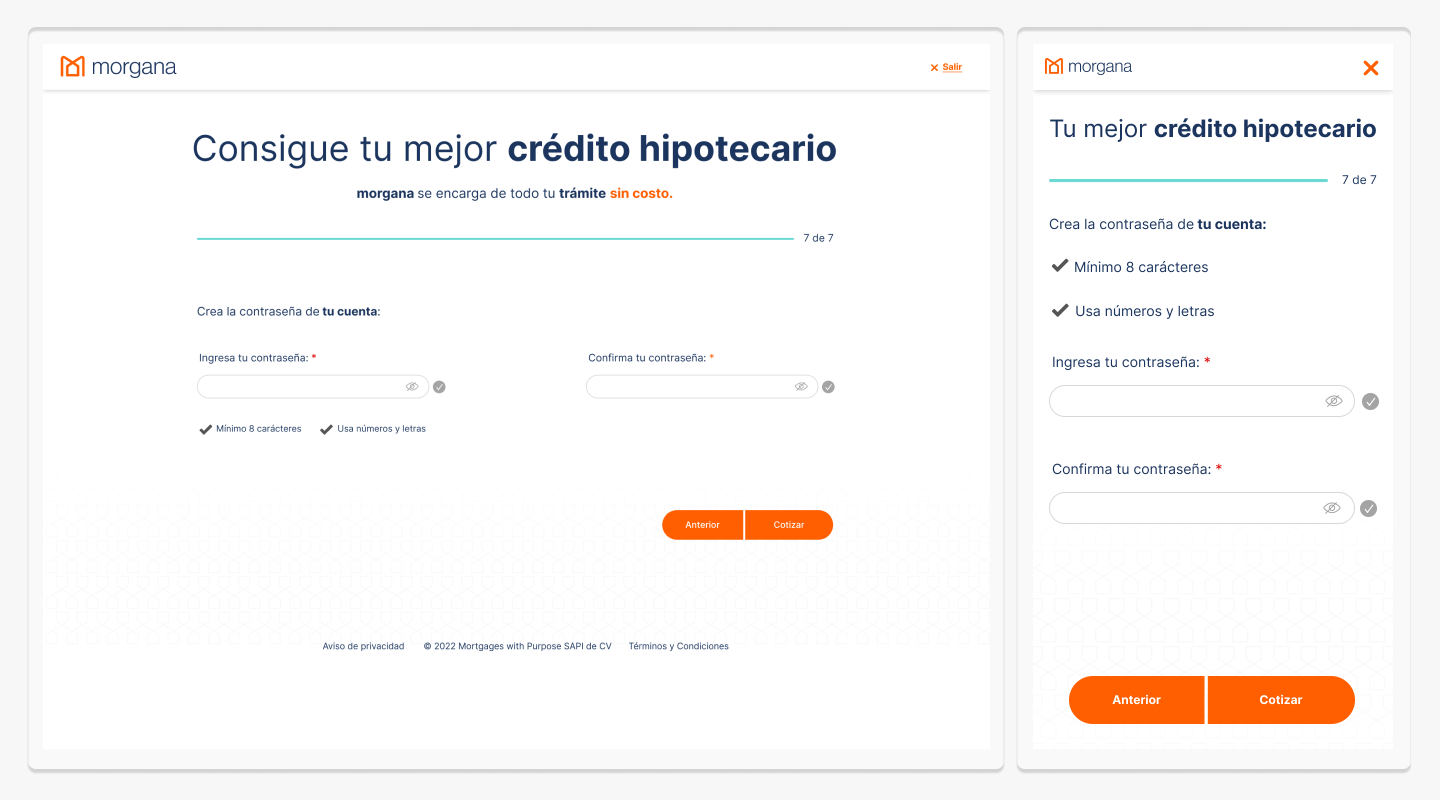 morgana
Salir
Consigue tu mejor crédito hipotecario
morgana se encarga de todo tu trámite sin costo.
7 de 7
Crea la contraseña de tu cuenta:
Ingresa tu contraseña: *
Confirma tu contraseña: *
Mínimo 8 carácteres
Usa números y letras
Anterior
Cotizar
Aviso de privacidad
© 2022 Mortgages with Purpose SAPI de CV
Términos y Condiciones
morgana
Tu mejor crédito hipotecario
7 de 7
Crea la contraseña de tu cuenta:
Mínimo 8 carácteres
Usa números y letras
Ingresa tu contraseña: *
Confirma tu contraseña: *
Anterior
Cotizar